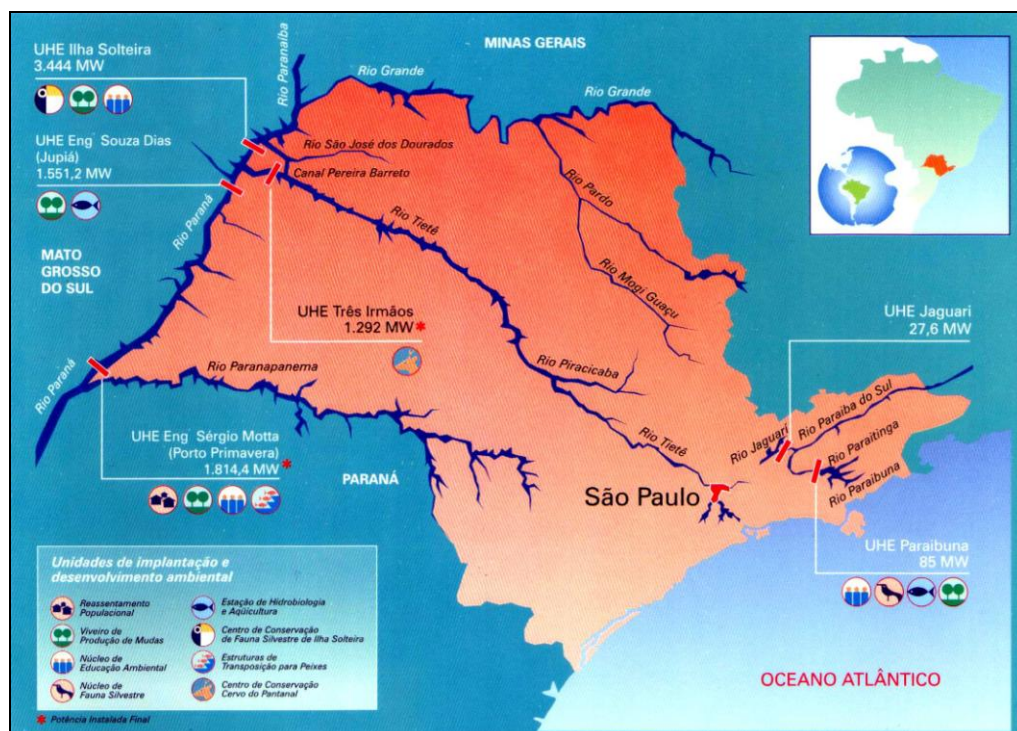 UHE Ilha Solteira
3.444 MW
UHE Eng° Souza Dias
(Jupiá)
1.551,2 MW
MINAS GERAIS
Rio Paranaíba
Rio Grande
Rio Grande
Rio São José dos Dourados
Canal Pereira Barreto
Rio Tietê
Rio Pardo
Rio Mogi Guaçu
Rio Paraná
MATO
GROSSO
DO SUL
UHE Três Irmãos
1.292 MW*
Rio Piracicaba
UHE Jaguari
27,6 MW
Rio Paraná
Rio Paranapanema
UHE Eng° Sérgio Motta
(Porto Primavera)
1.814,4 MW*
PARANÁ
Rio Tietê
São Paulo
Rio Jaguari
Rio Paraiba do Sul
Rio Paraitinga
Rio Paraibuna
UHE Paraibuna
85 MW
OCEANO ATLÂNTICO
Unidades de implantação e
desenvolvimento ambiental
Reassentamento
Populacional
Viveiro de
Produção de Mudas
Núcleo de
Educação Ambiental
Núcleo de
Fauna Silvestre
Estação de Hidrobiologia
e Aqüicultura
Centro de Conservação
de Fauna Silvestre de Ilha Solteira
Estruturas de
Transposição para Peixes
Centro de Conservação
Cervo do Pantanal
* Potência Instalada Final